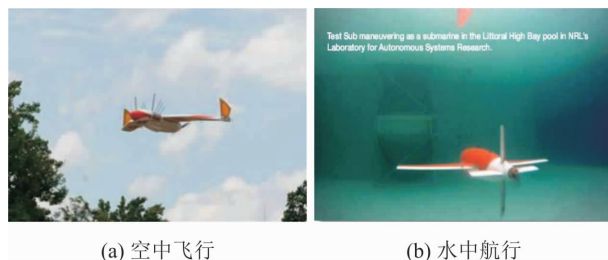 Test Sub maneuvering as a submarine in the Littoral High Bay pool in NRL's
Laboratory for Autonomous Systems Research.
(a) 空中飞行
(b) 水中航行